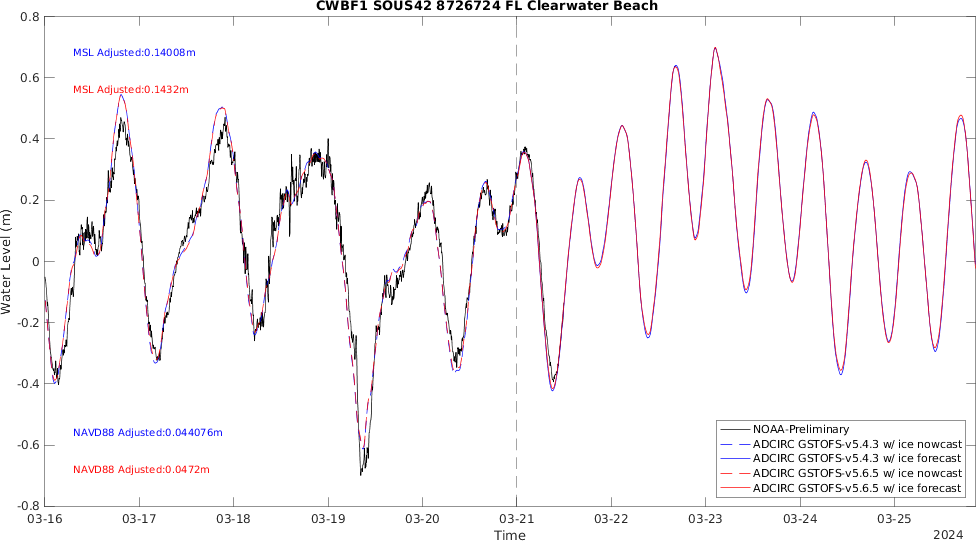 CWBF1 SOUS42 8726724 FL Clearwater Beach
0.8
0.6
0.4
0.2
0
-0.2
-0.4
-0.6
-0.8
Water Level (m)
MSL Adjusted:0.14008m
MSL Adjusted:0.1432m
NAVD88 Adjusted:0.044076m
NAVD88 Adjusted:0.0472m
NOAA-Preliminary
ADCIRC GSTOFS-v5.4.3 w/ ice nowcast
ADCIRC GSTOFS-v5.4.3 w/ ice forecast
ADCIRC GSTOFS-v5.6.5 w/ ice nowcast
ADCIRC GSTOFS-v5.6.5 w/ ice forecast
03-16 03-17 03-18 03-19 03-20 03-21 03-22 03-23 03-24 03-25
Time
2024